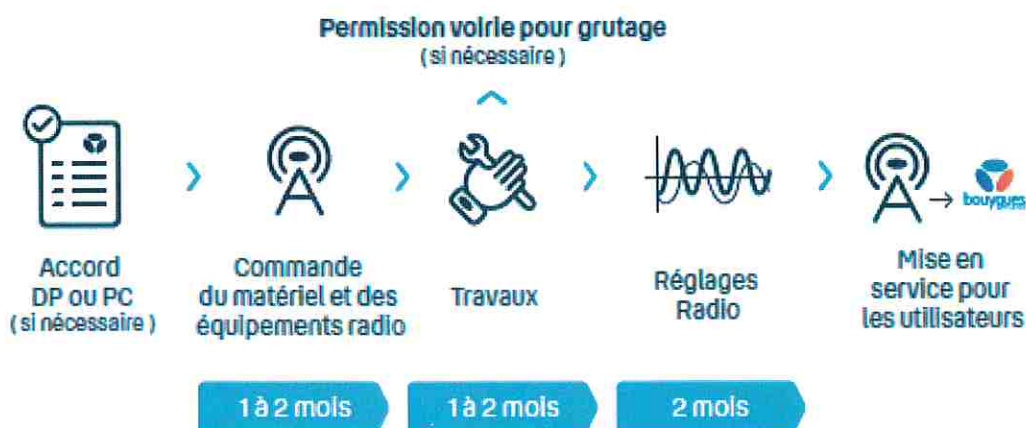 Permission voirie pour grutage
( si nécessaire )
Accord
DP ou PC
( si nécessaire )
Commande
du matériel et des
équipements radio
Travaux
Réglages
Radio
bouygues
Mise en
service pour
les utilisateurs
1 à 2 mois
1 à 2 mois
2 mois